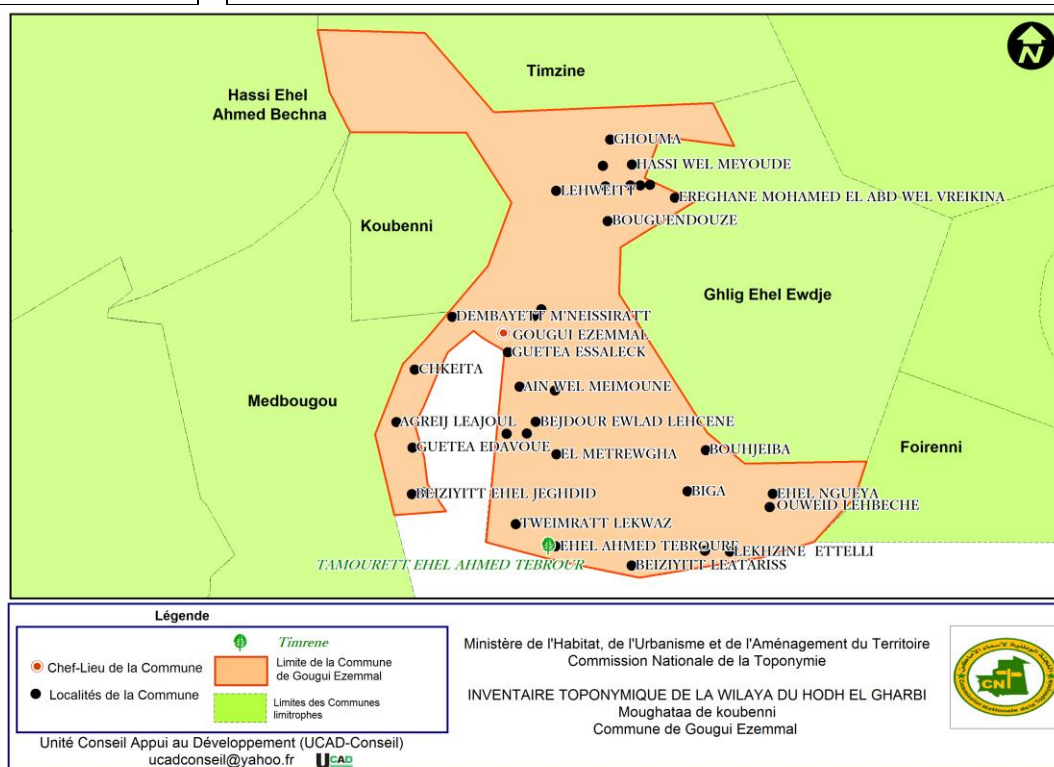 N
Timzine
Hassi Ehel
Ahmed Bechna
GHOUMA
HASSI WEL MEYOUDE
LEHWEITT
EREGHANE MOHAMED EL ABD WEL VREIKINA
Koubenni
BOUGUENDOUZE
Ghlig Ehel Ewdje
DEMBAYETT M'NEISSIRATT
GOUGUI EZEMMAL
GUETEA ESSALECK
CHKEITA
AIN WEL MEIMOUNE
Medbougou
AGREIJ LEAJOUL
BEJDOUR EWLAD LEHCENE
GUETEA EDAVOUE
EL METREWGHA
BOUHJEIBA
Foirenni
BEIZIYITT EHEL JEGHDID
BIGA
EHEL NGUEYA
OUWEID LEHBECHE
TWEIMRATT LEKWAZ
EHEL AHMED TEBROURE
LEKHZINE ETTELLI
TAMOURETT EHEL AHMED TEBROUR
BEIZIYITT LEATARISS
Légende
Timrene
Chef-Lieu de la Commune
Limite de la Commune
de Gougui Ezemmal
Localités de la Commune
Limites des Communes
limitrophes
Unité Conseil Appui au Développement (UCAD-Conseil)
ucadconseil@yahoo.fr UCAD
Ministère de l'Habitat, de l'Urbanisme et de l'Aménagement du Territoire
Commission Nationale de la Toponymie
INVENTAIRE TOPONYMIQUE DE LA WILAYA DU HODH EL GHARBI
Moughataa de koubenni
Commune de Gougui Ezemmal
CNT
Commission Nationale de la Toponymie